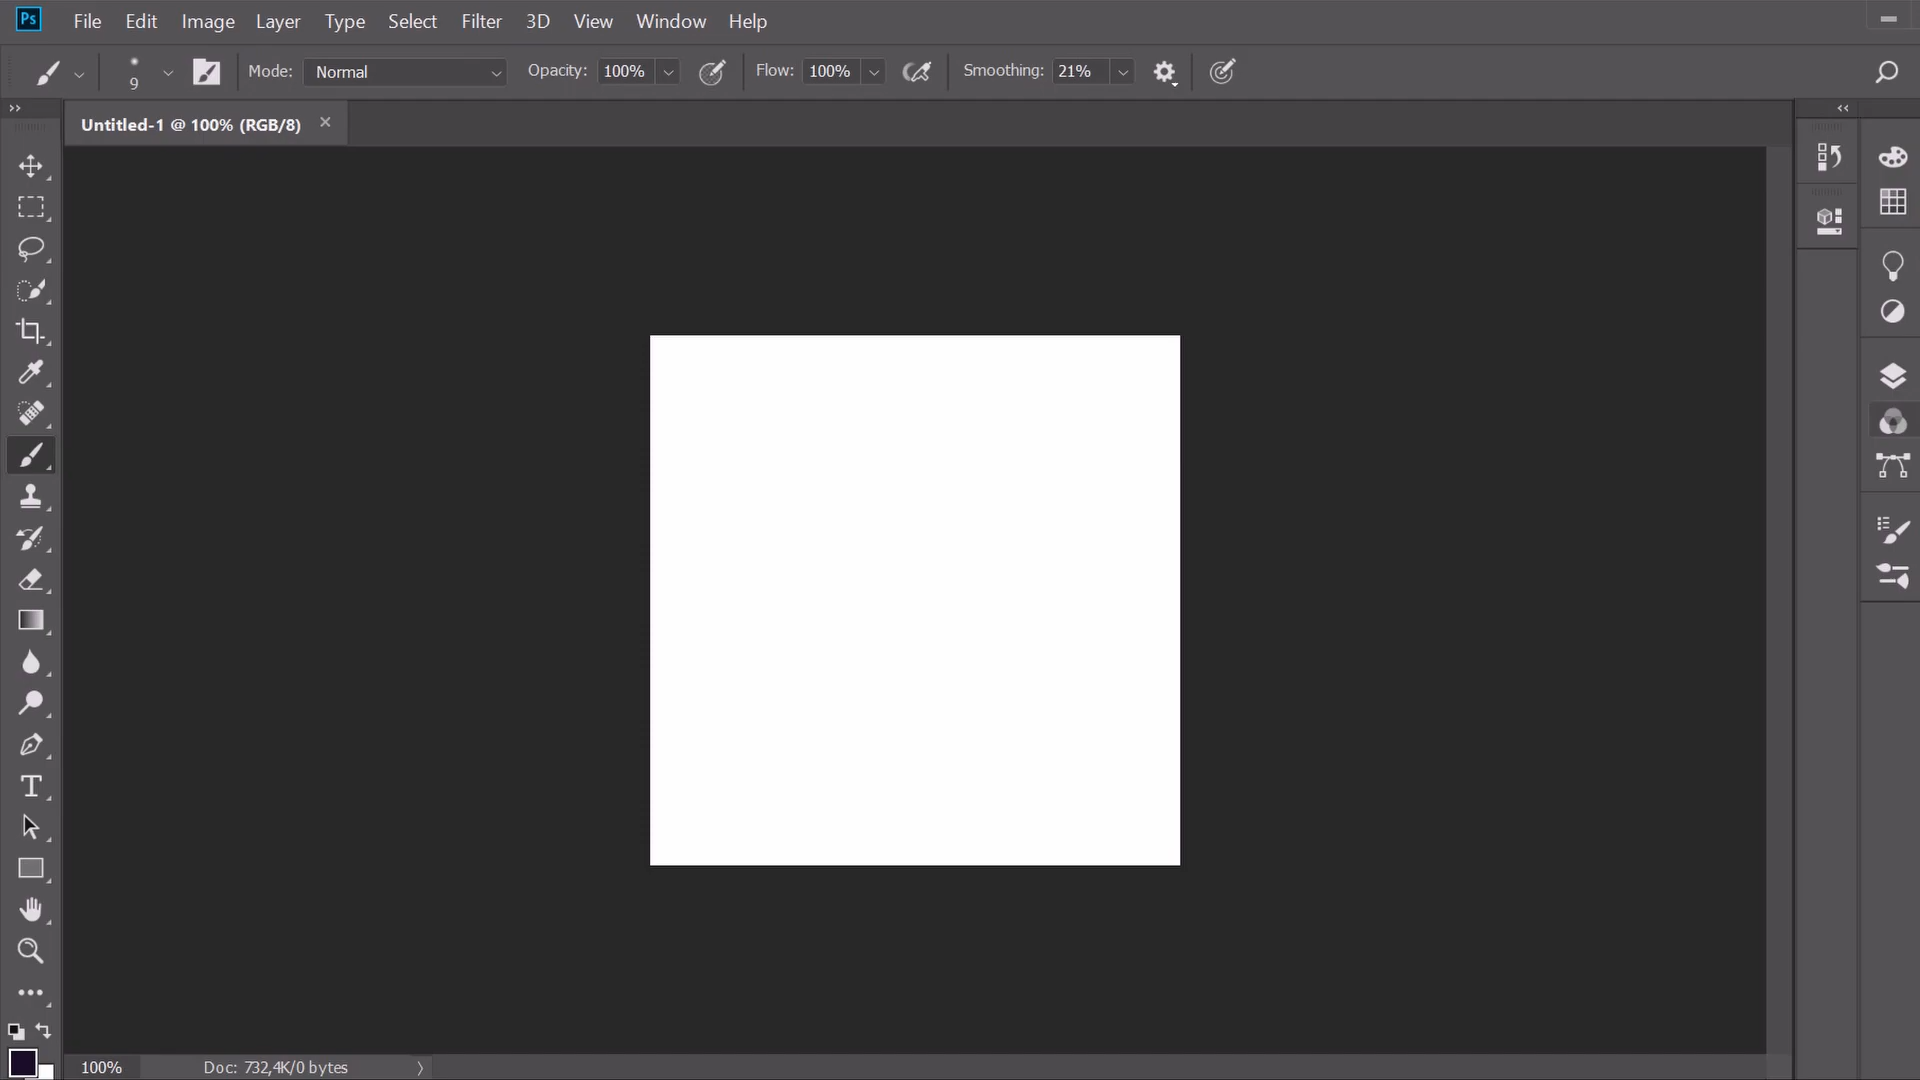 Ps File Edit Image Layer Type Select Filter 3D View Window Help
9 Mode: Normal Opacity: 100% Flow: 100% Smoothing: 21%
Untitled-1 @ 100% (RGB/8)
100% Doc: 732,4K/0 bytes